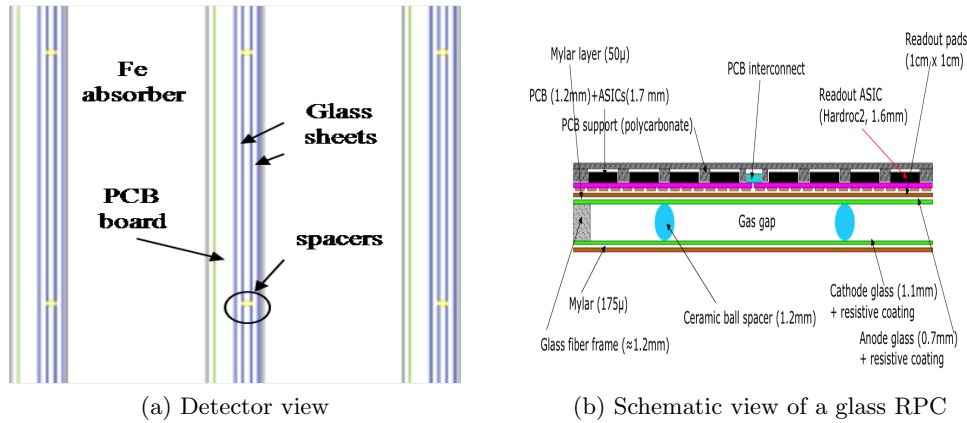 Fe
absorber
Glass
sheets
PCB
board
spacers
(a) Detector view
Mylar layer (50μ)
PCB interconnect
Readout pads
(1cm x 1cm)
PCB (1.2mm)+ASICs(1.7 mm)
Readout ASIC
(Hardroc2, 1.6mm)
PCB support (polycarbonate)
Gas gap
Mylar (175μ)
Ceramic ball spacer (1.2mm)
Cathode glass (1.1mm)
+ resistive coating
Glass fiber frame (≈1.2mm)
Anode glass (0.7mm)
+ resistive coating
(b) Schematic view of a glass RPC